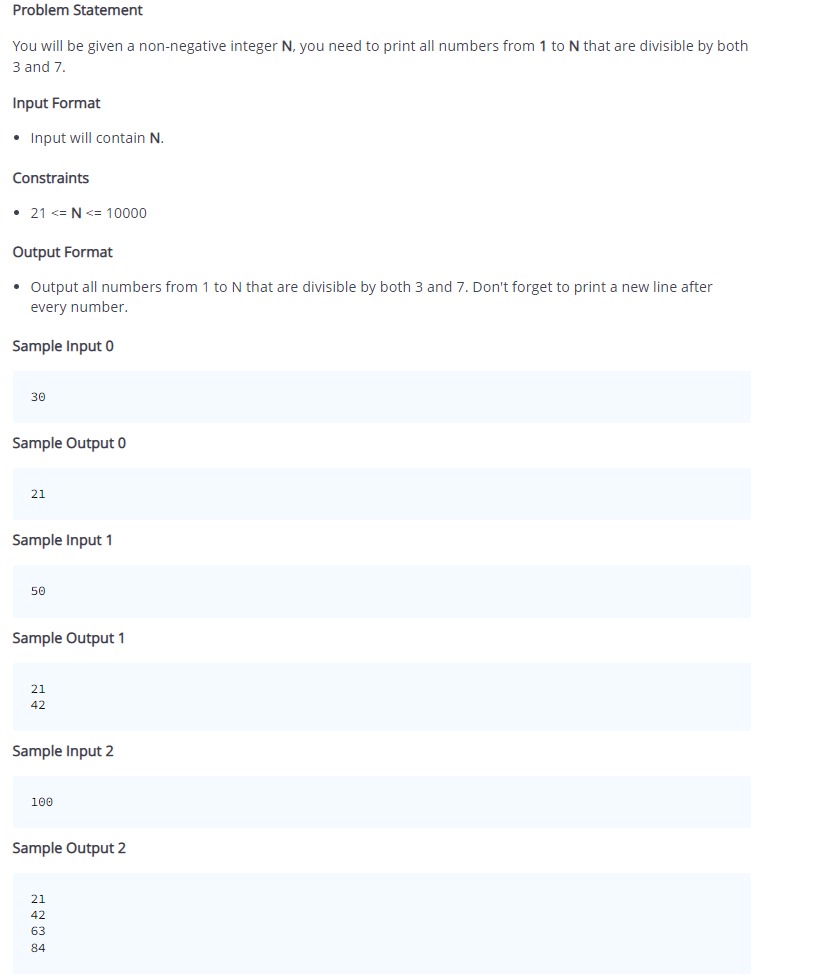 Problem Statement
You will be given a non-negative integer N, you need to print all numbers from 1 to N that are divisible by both
3 and 7.
Input Format
• Input will contain N.
Constraints
• 21 <= N <= 10000
Output Format
• Output all numbers from 1 to N that are divisible by both 3 and 7. Don't forget to print a new line after
every number.
Sample Input 0
30
Sample Output 0
21
Sample Input 1
50
Sample Output 1
21
42
Sample Input 2
100
Sample Output 2
21
42
63
84